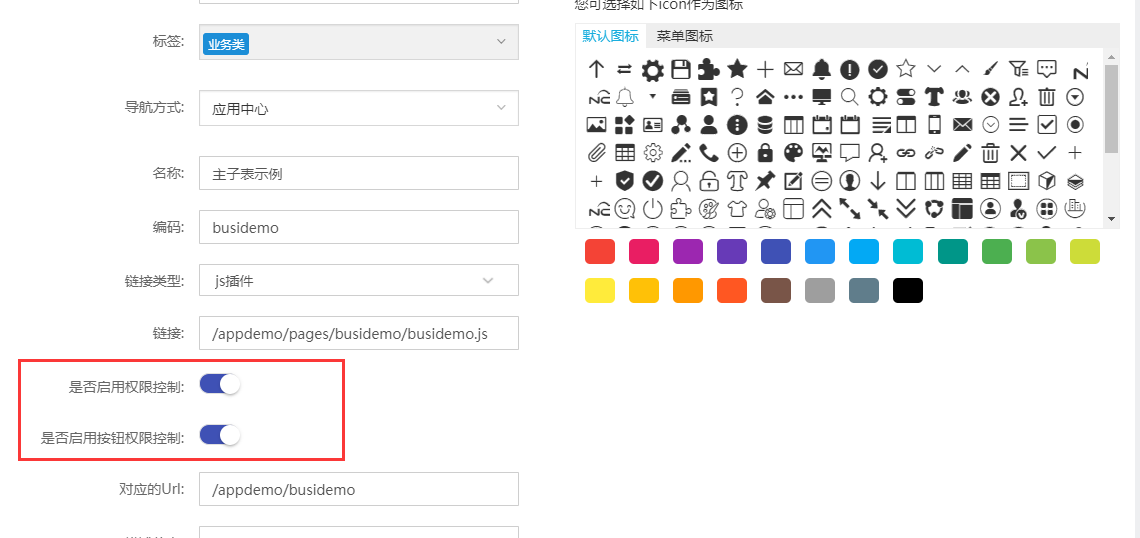 您可选择如下icon作为图标
标签:
业务类
默认图标
菜单图标
导航方式:
应用中心
名称:
主子表示例
编码:
busidemo
链接类型:
js插件
链接:
/appdemo/pages/busidemo/busidemo.js
是否启用权限控制:
是否启用按钮权限控制:
对应的Url:
/appdemo/busidemo